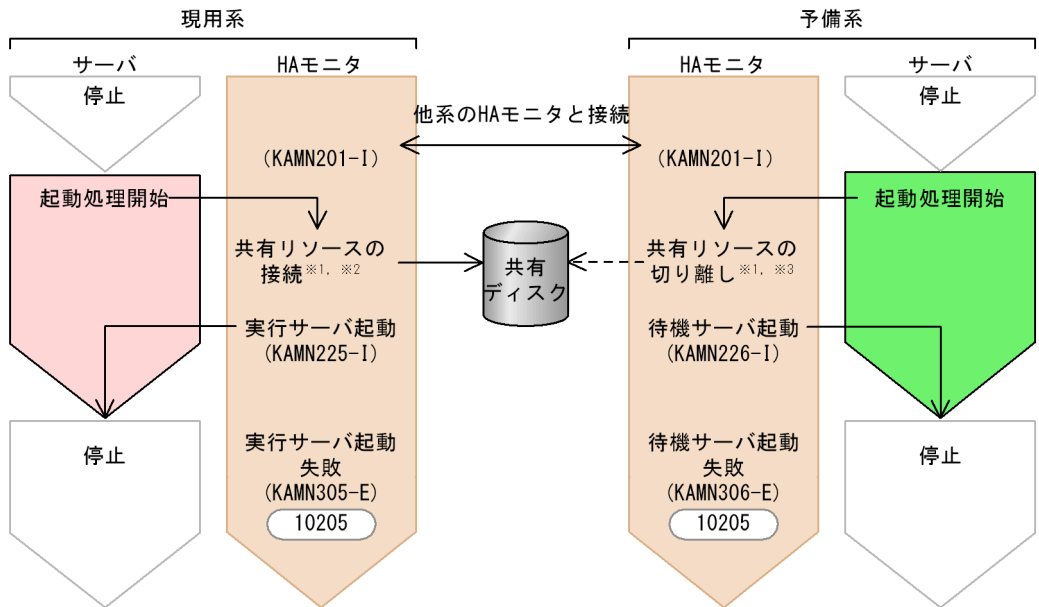 現用系
予備系
サーバ
HAモニタ
HAモニタ
サーバ
停止
停止
他系のHAモニタと接続
(KAMN201-I)
(KAMN201-I)
起動処理開始
起動処理開始
共有リソースの
接続※1, ※2
共有
ディスク
共有リソースの
切り離し※1, ※3
実行サーバ起動
(KAMN225-I)
待機サーバ起動
(KAMN226-I)
停止
実行サーバ起動
失敗
(KAMN305-E)
10205
待機サーバ起動
失敗
(KAMN306-E)
10205
停止